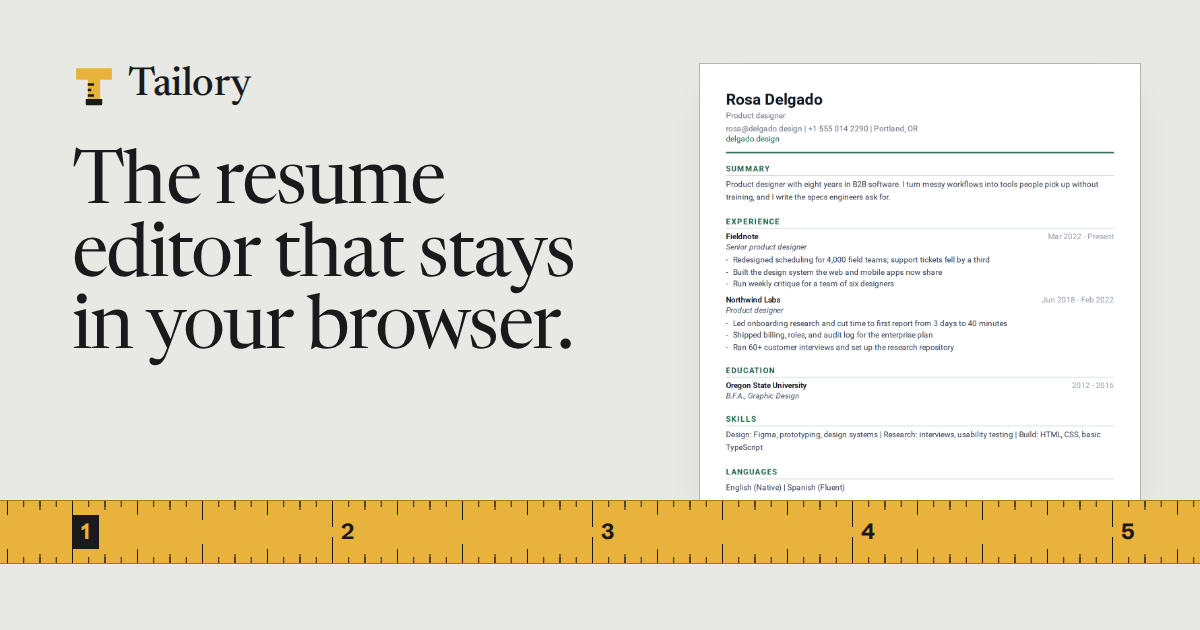 Tailory
The resume
editor that stays
in your browser.
Rosa Delgado
Product designer
rosa@delgado.design | +1 555 014 2290 | Portland, OR
delgado.design
SUMMARY
Product designer with eight years in B2B software. I turn messy workflows into tools people pick up without
training, and I write the specs engineers ask for.
EXPERIENCE
Fieldnote Mar 2022 - Present
Senior product designer
- Redesigned scheduling for 4,000 field teams; support tickets fell by a third
- Built the design system the web and mobile apps now share
- Run weekly critique for a team of six designers
Northwind Labs Jun 2018 - Feb 2022
Product designer
- Led onboarding research and cut time to first report from 3 days to 40 minutes
- Shipped billing, roles, and audit log for the enterprise plan
- Ran 60+ customer interviews and set up the research repository
EDUCATION
Oregon State University 2012 - 2016
B.F.A., Graphic Design
SKILLS
Design: Figma, prototyping, design systems | Research: interviews, usability testing | Build: HTML, CSS, basic
TypeScript
LANGUAGES
English (Native) | Spanish (Fluent)
1 2 3 4 5